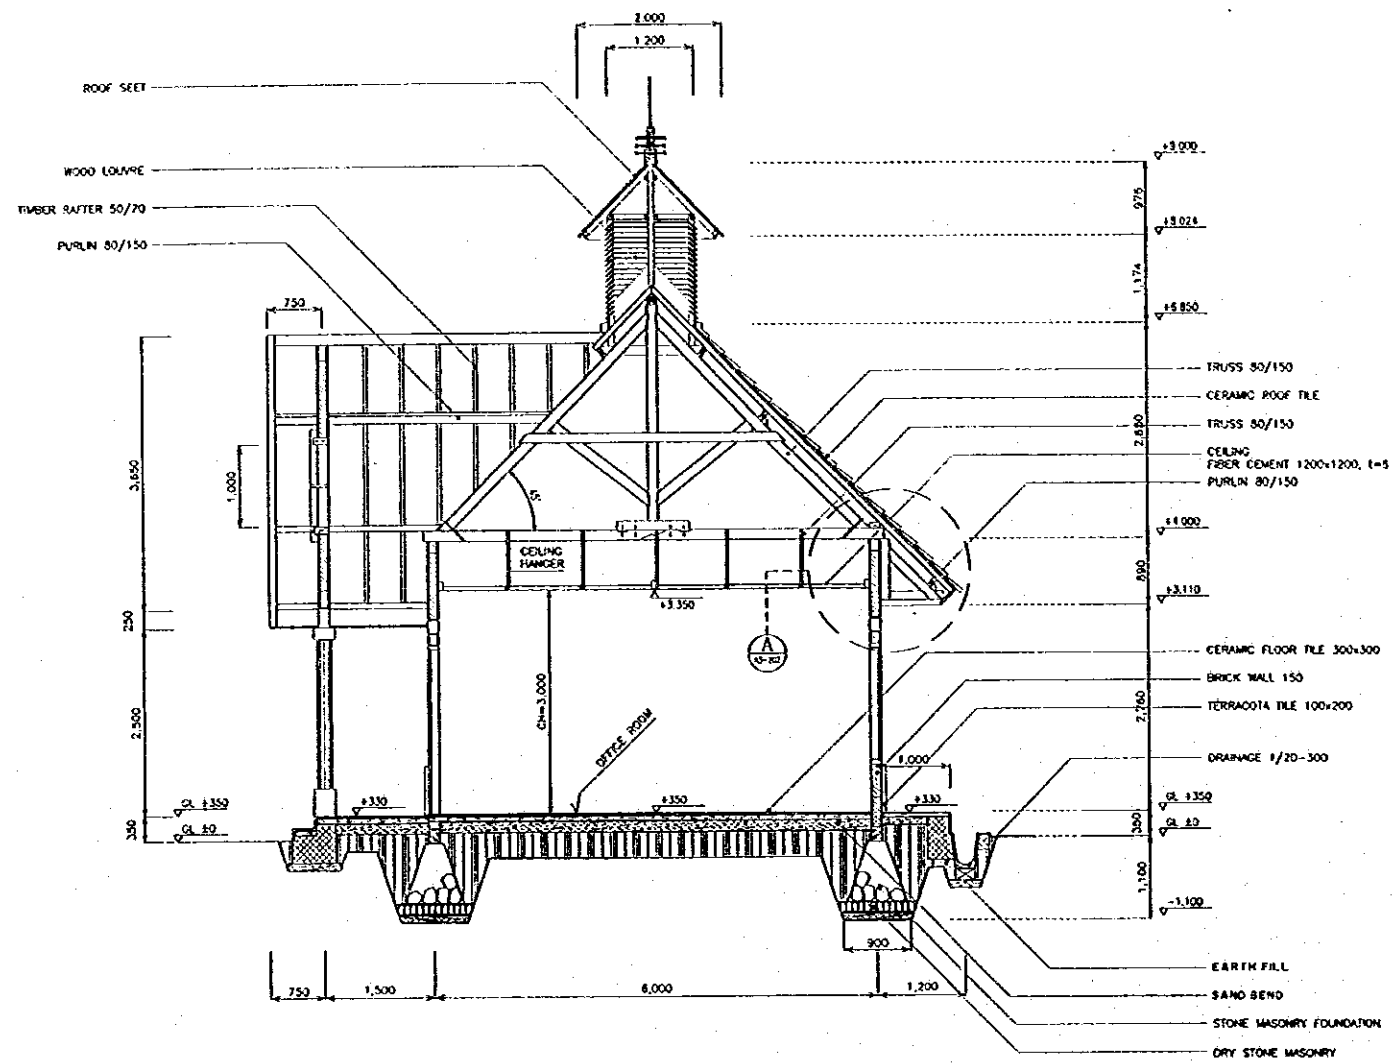 2.000
1.200
ROOF SEET
WOOD LOUVRE
TIMBER RAFTER 50/70
PURLIN 80/150
+9.000
975
+8.024
1,174
+6.850
750
TRUSS 80/150
CERAMIC ROOF TILE
2,850
TRUSS 80/150
CEILING
FIBER CEMENT 1200x1200, t=5
PURLIN 80/150
3,650
1,000
+4.000
CEILING
HANGER
890
+3.110
+3.350
250
A
CERAMIC FLOOR TILE 300x300
BRICK WALL 150
TERRACOTA TILE 100x200
CH=3,000
OFFICE ROOM
2,500
2,760
1,000
DRAINAGE 1/2D-300
GL +350
+330
+350
+330
GL +350
350
GL ±0
350
GL ±0
1,100
-1,100
900
750
1,500
6,000
1,200
EARTH FILL
SAND BEND
STONE MASONRY FOUNDATION
DRY STONE MASONRY